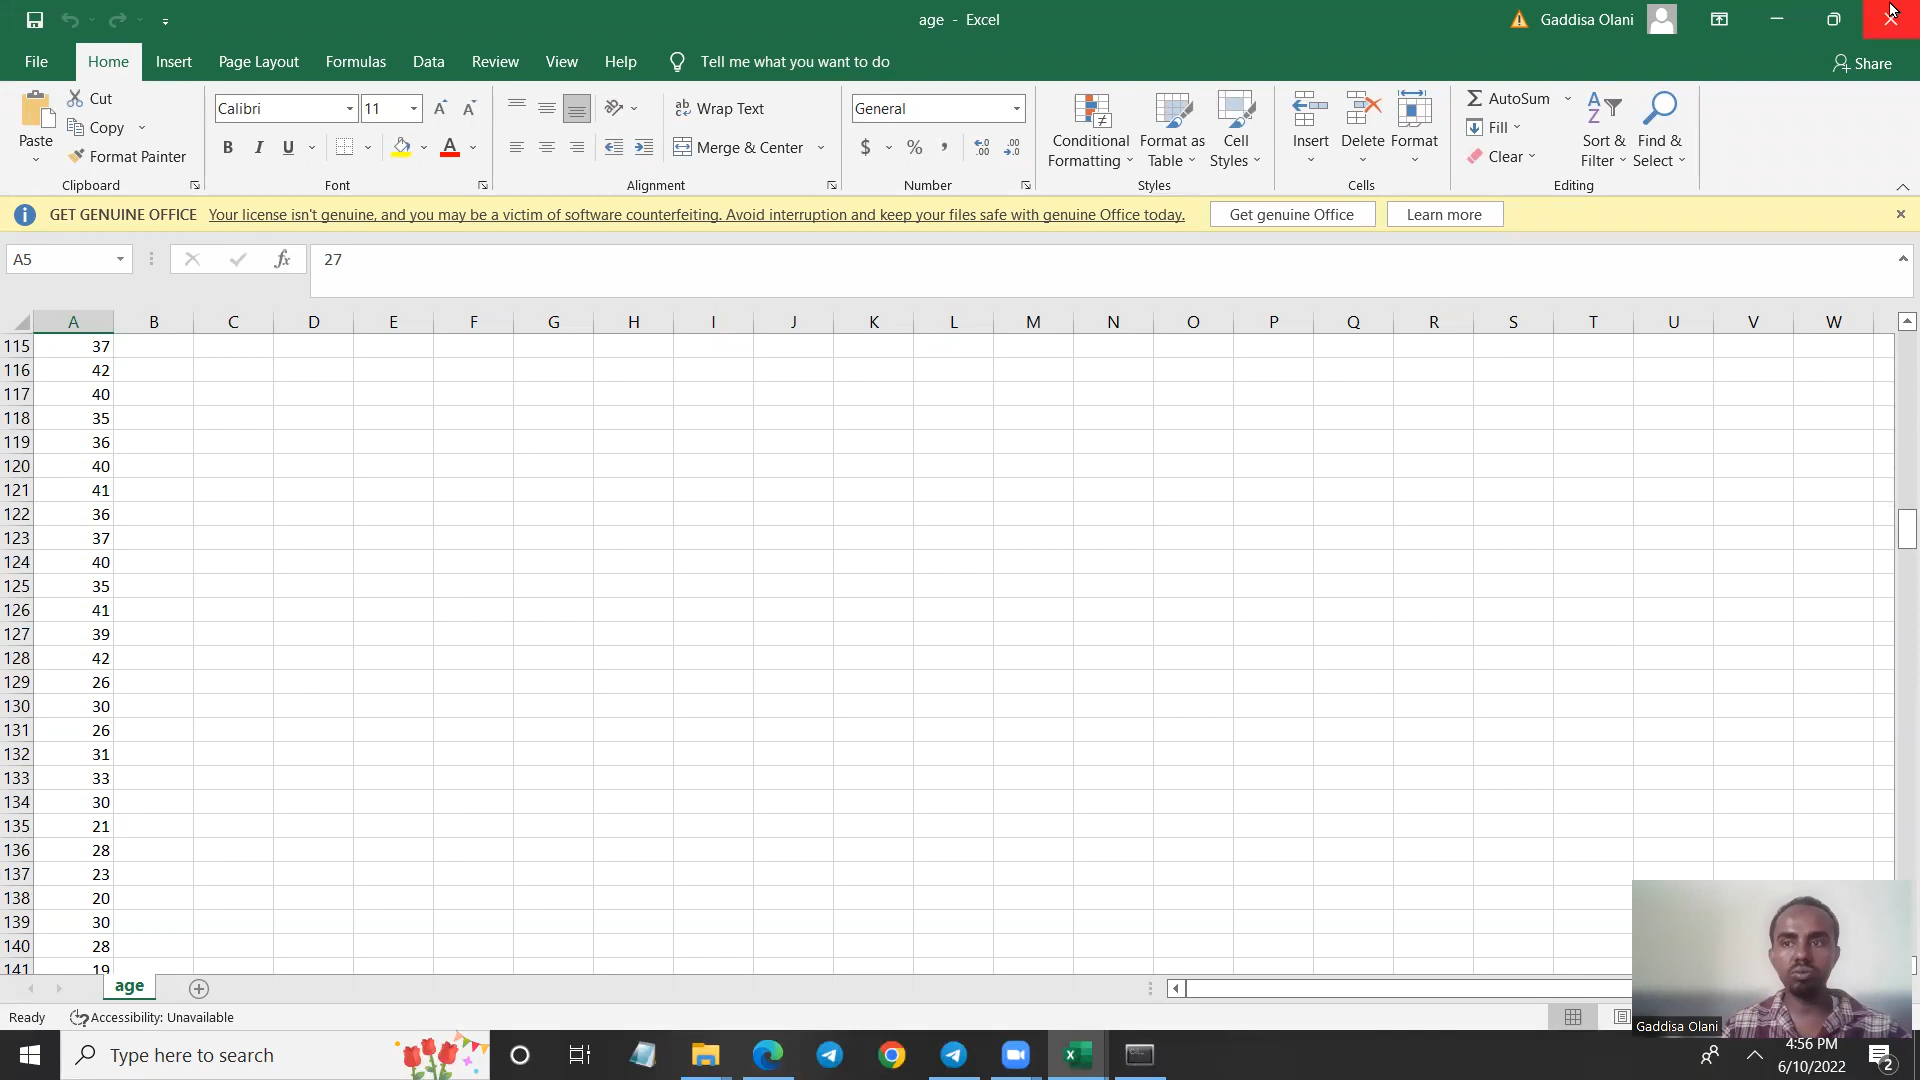 age - Excel
Gaddisa Olani
File Home Insert Page Layout Formulas Data Review View Help Tell me what you want to do Share
Paste
Cut
Copy
Format Painter
Clipboard
Calibri 11
B I U
Font
Wrap Text
Merge & Center
Alignment
General
$ % ,
Number
Conditional Formatting
Format as Table
Cell Styles
Styles
Insert Delete Format
Cells
AutoSum
Fill
Clear
Sort & Filter
Find & Select
Editing
GET GENUINE OFFICE Your license isn't genuine, and you may be a victim of software counterfeiting. Avoid interruption and keep your files safe with genuine Office today. Get genuine Office Learn more
A5 fx 27
A B C D E F G H I J K L M N O P Q R S T U V W
115 37
116 42
117 40
118 35
119 36
120 40
121 41
122 36
123 37
124 40
125 35
126 41
127 39
128 42
129 26
130 30
131 26
132 31
133 33
134 30
135 21
136 28
137 23
138 20
139 30
140 28
141 19
age
Ready Accessibility: Unavailable
Gaddisa Olani
Type here to search
4:56 PM
6/10/2022
2